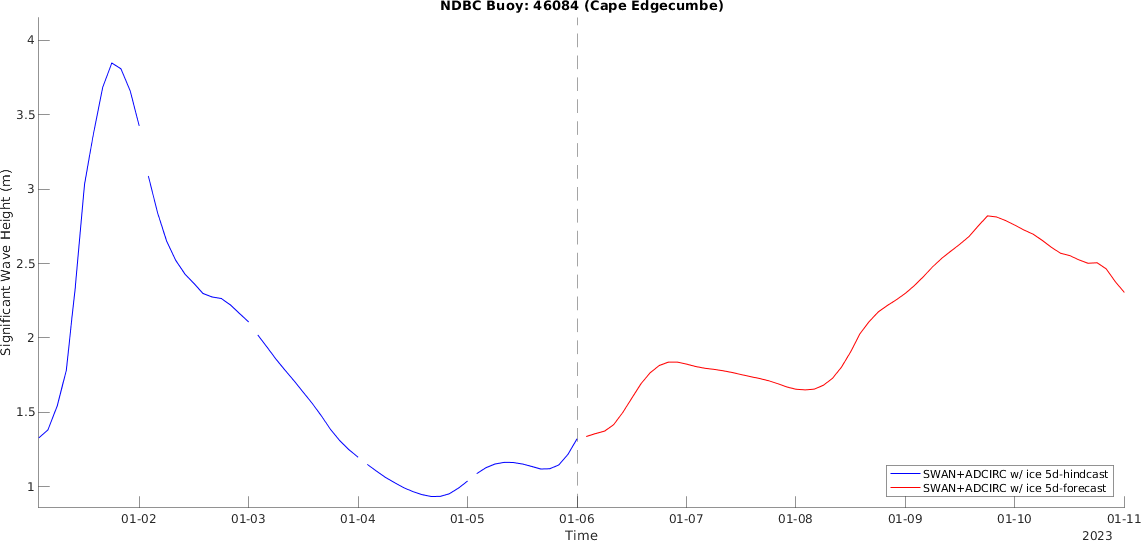 NDBC Buoy: 46084 (Cape Edgecumbe)
4
3.5
3
2.5
2
1.5
1
Significant Wave Height (m)
SWAN+ADCIRC w/ ice 5d-hindcast
SWAN+ADCIRC w/ ice 5d-forecast
01-02 01-03 01-04 01-05 01-06 01-07 01-08 01-09 01-10 01-11
Time
2023